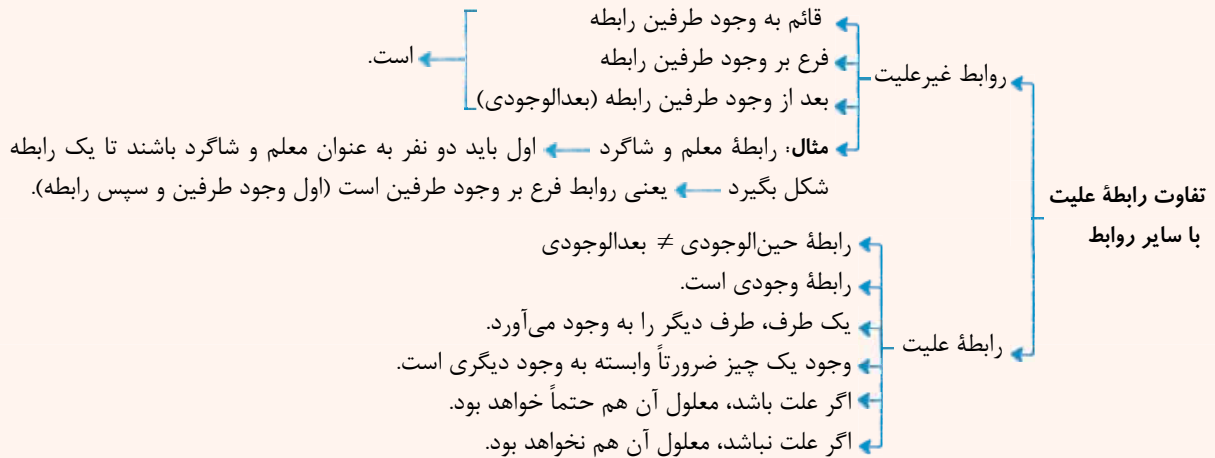 تفاوت رابطهٔ علیت
با سایر روابط
روابط غیرعلیت
قائم به وجود طرفین رابطه
فرع بر وجود طرفین رابطه
بعد از وجود طرفین رابطه (بعدالوجودی)
است.
مثال: رابطهٔ معلم و شاگرد ← اول باید دو نفر به عنوان معلم و شاگرد باشند تا یک رابطه
شکل بگیرد ← یعنی روابط فرع بر وجود طرفین است (اول وجود طرفین و سپس رابطه).
رابطهٔ علیت
رابطهٔ حین‌الوجودی ≠ بعدالوجودی
رابطهٔ وجودی است.
یک طرف، طرف دیگر را به وجود می‌آورد.
وجود یک چیز ضرورتاً وابسته به وجود دیگری است.
اگر علت باشد، معلول آن هم حتماً خواهد بود.
اگر علت نباشد، معلول آن هم نخواهد بود.